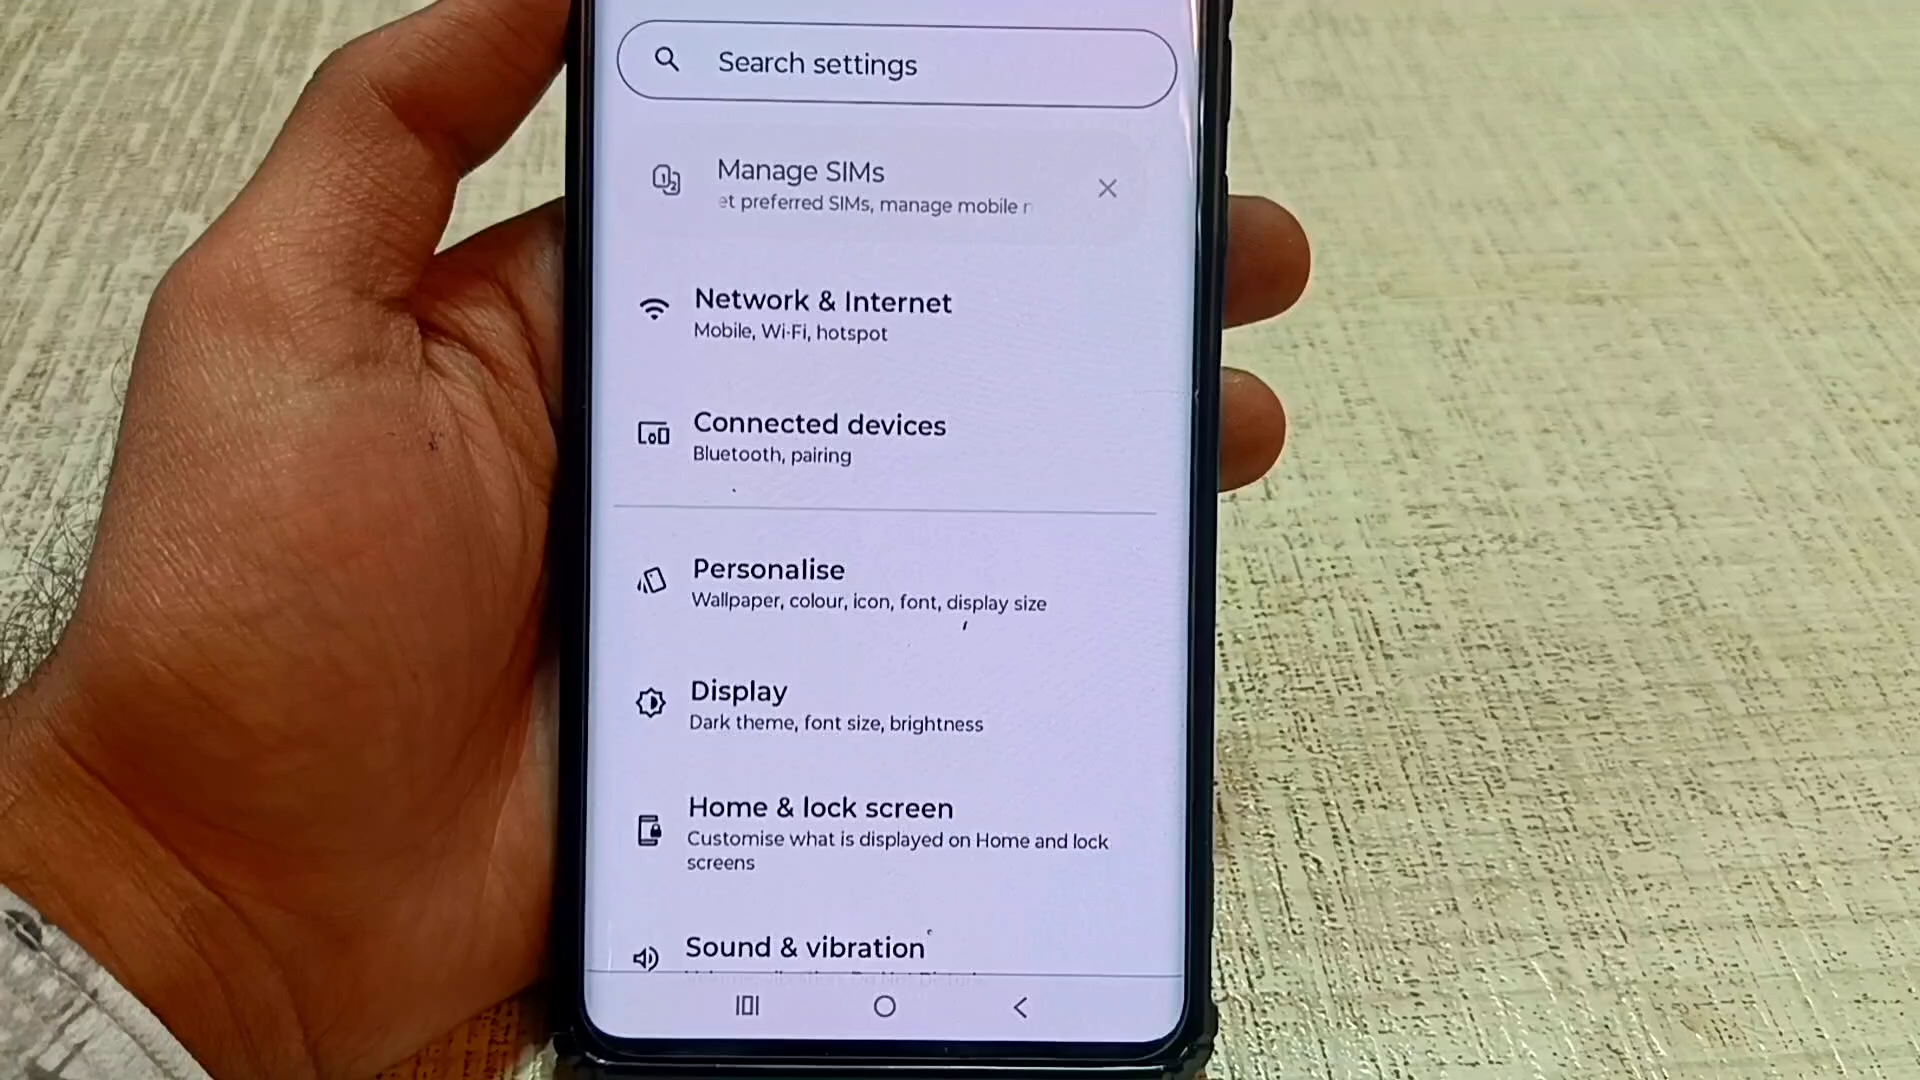 Search settings
Manage SIMs
et preferred SIMs, manage mobile
Network & Internet
Mobile, Wi-Fi, hotspot
Connected devices
Bluetooth, pairing
Personalise
Wallpaper, colour, icon, font, display size
Display
Dark theme, font size, brightness
Home & lock screen
Customise what is displayed on Home and lock
screens
Sound & vibration